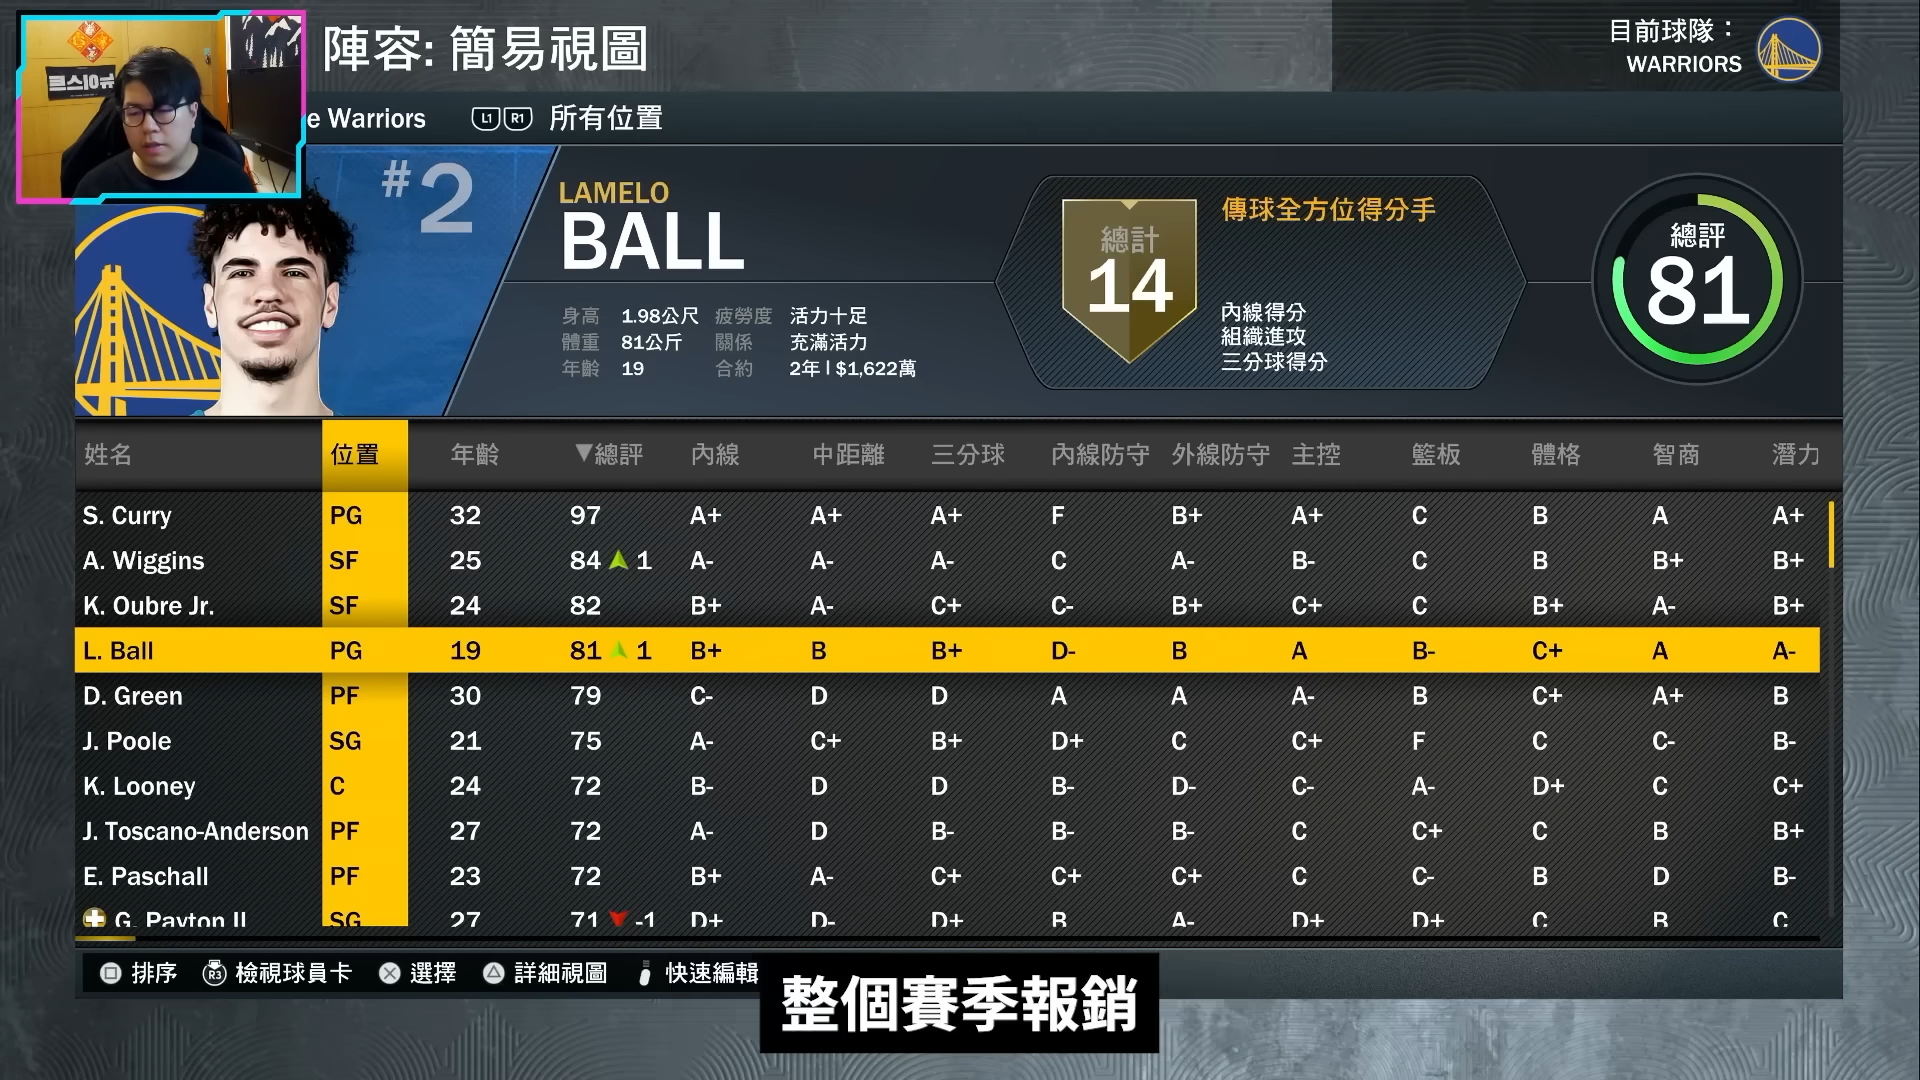 陣容: 簡易視圖
目前球隊：
WARRIORS
e Warriors L1 R1 所有位置
#2
LAMELO
BALL
身高 1.98公尺 疲勞度 活力十足
體重 81公斤 關係 充滿活力
年齡 19 合約 2年 | $1,622萬
總計
14
傳球全方位得分手
內線得分
組織進攻
三分球得分
總評
81
姓名 位置 年齡 ▼總評 內線 中距離 三分球 內線防守 外線防守 主控 籃板 體格 智商 潛力
S. Curry PG 32 97 A+ A+ A+ F B+ A+ C B A A+
A. Wiggins SF 25 84 ▲ 1 A- A- A- C A- B- C B B+ B+
K. Oubre Jr. SF 24 82 B+ A- C+ C- B+ C+ C B+ A- B+
L. Ball PG 19 81 ▲ 1 B+ B B+ D- B A B- C+ A A-
D. Green PF 30 79 C- D D A A A- B C+ A+ B
J. Poole SG 21 75 A- C+ B+ D+ C C+ F C C- B-
K. Looney C 24 72 B- D D B- D- C- A- D+ C C+
J. Toscano-Anderson PF 27 72 A- D B- B- B- C C+ C B B+
E. Paschall PF 23 72 B+ A- C+ C+ C+ C C- B D B-
G. Payton II SG 27 71 ▼ -1 D+ D- D+ B A- D+ D+ C B C
排序 R3 檢視球員卡 選擇 詳細視圖 快速編輯
整個賽季報銷